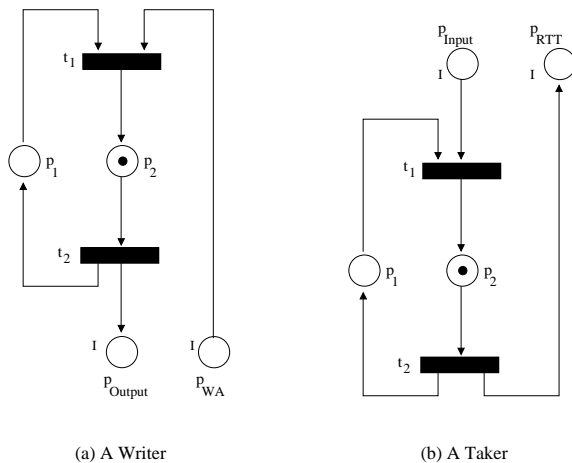 t1
p1
p2
t2
I
pOutput
I
pWA
(a) A Writer
pInput
I
pRTT
I
t1
p1
p2
t2
(b) A Taker